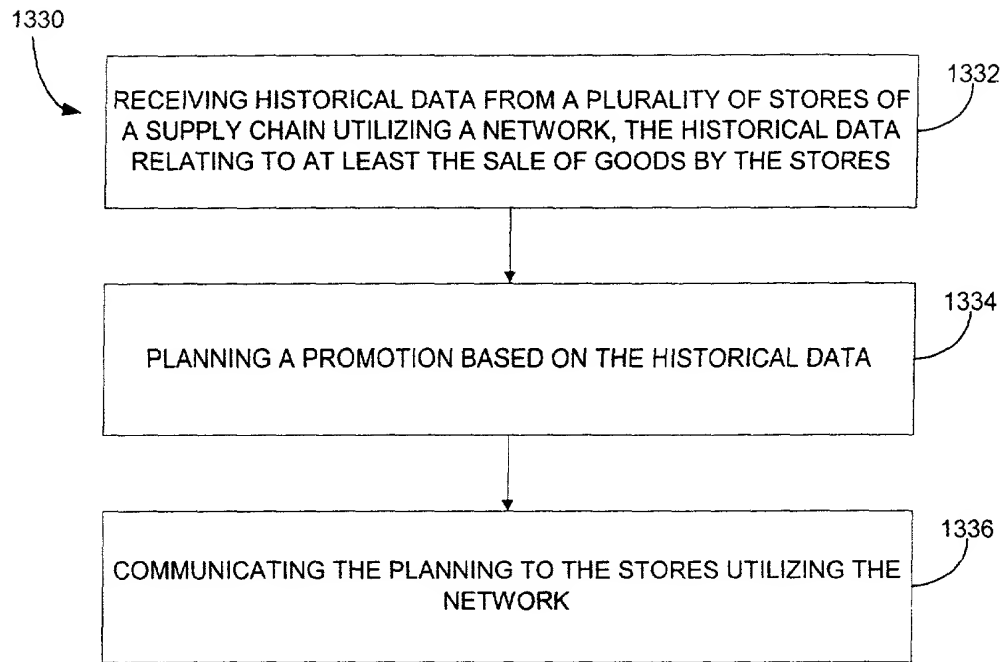 1330
1332
RECEIVING HISTORICAL DATA FROM A PLURALITY OF STORES OF
A SUPPLY CHAIN UTILIZING A NETWORK, THE HISTORICAL DATA
RELATING TO AT LEAST THE SALE OF GOODS BY THE STORES
1334
PLANNING A PROMOTION BASED ON THE HISTORICAL DATA
1336
COMMUNICATING THE PLANNING TO THE STORES UTILIZING THE
NETWORK